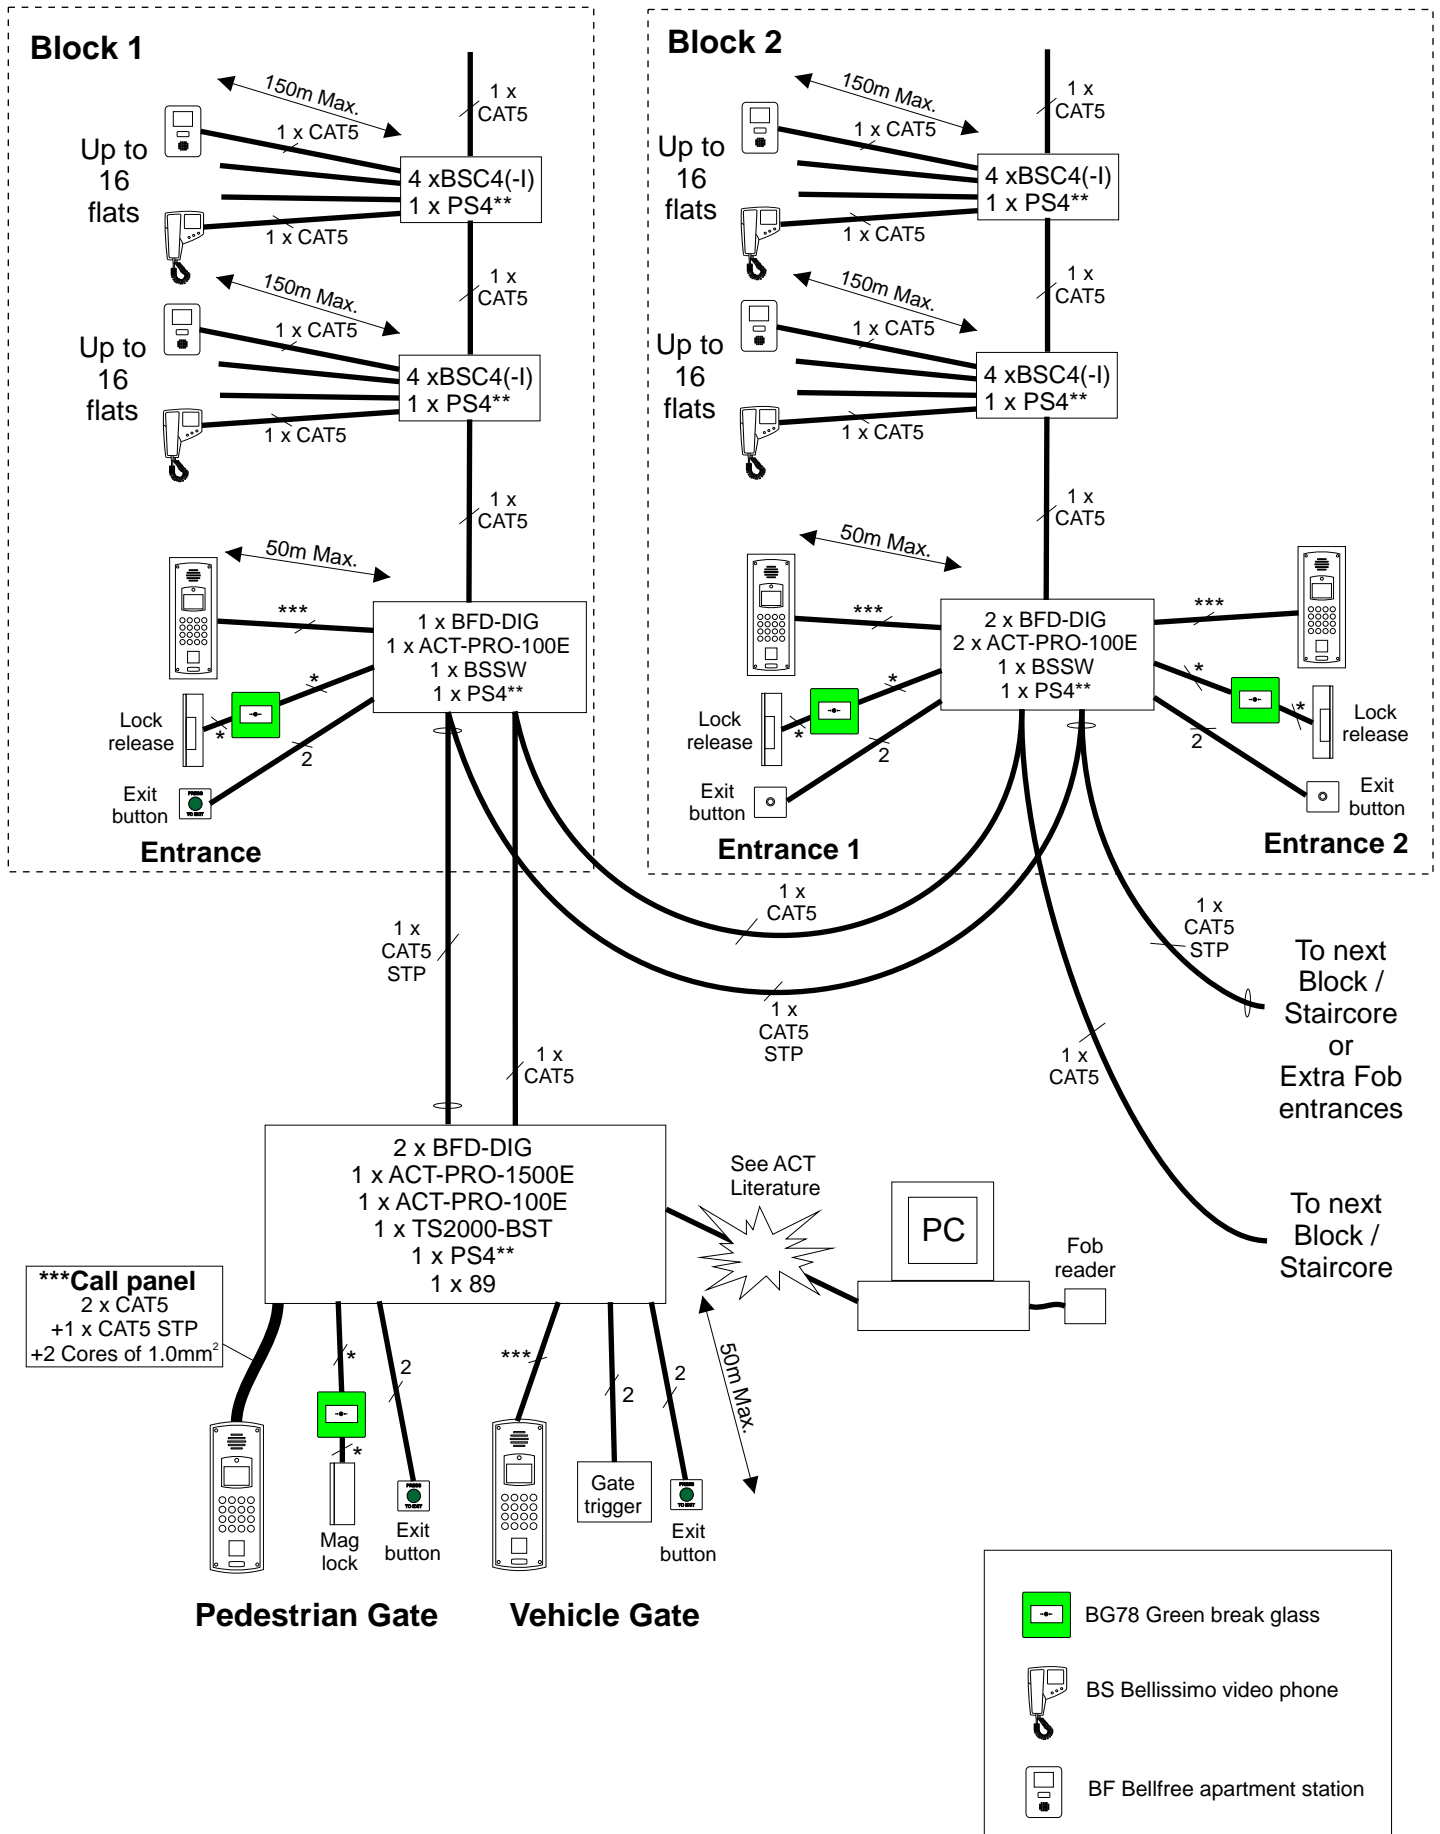 Block 1
150m Max.
1 x
CAT5
1 x CAT5
Up to
16
flats
4 xBSC4(-I)
1 x PS4**
1 x CAT5
1 x
CAT5
150m Max.
1 x CAT5
Up to
16
flats
4 xBSC4(-I)
1 x PS4**
1 x CAT5
1 x
CAT5
50m Max.
***
1 x BFD-DIG
1 x ACT-PRO-100E
1 x BSSW
1 x PS4**
*
*
Lock
release
2
Exit
button
PRESS
TO EXIT
Entrance
Block 2
150m Max.
1 x
CAT5
1 x CAT5
Up to
16
flats
4 xBSC4(-I)
1 x PS4**
1 x CAT5
1 x
CAT5
150m Max.
1 x CAT5
Up to
16
flats
4 xBSC4(-I)
1 x PS4**
1 x CAT5
1 x
CAT5
50m Max.
***
2 x BFD-DIG
2 x ACT-PRO-100E
1 x BSSW
1 x PS4**
***
*
*
Lock
release
2
Exit
button
Entrance 1
*
*
Lock
release
2
Exit
button
Entrance 2
1 x
CAT5
STP
1 x
CAT5
1 x
CAT5
STP
1 x
CAT5
1 x
CAT5
STP
1 x
CAT5
To next
Block /
Staircore
or
Extra Fob
entrances
To next
Block /
Staircore
2 x BFD-DIG
1 x ACT-PRO-1500E
1 x ACT-PRO-100E
1 x TS2000-BST
1 x PS4**
1 x 89
See ACT
Literature
PC
Fob
reader
***Call panel
2 x CAT5
+1 x CAT5 STP
+2 Cores of 1.0mm²
*
*
2
***
2
2
50m Max.
Mag
lock
PRESS
TO EXIT
Exit
button
Gate
trigger
PRESS
TO EXIT
Exit
button
Pedestrian Gate
Vehicle Gate
BG78 Green break glass
BS Bellissimo video phone
BF Bellfree apartment station